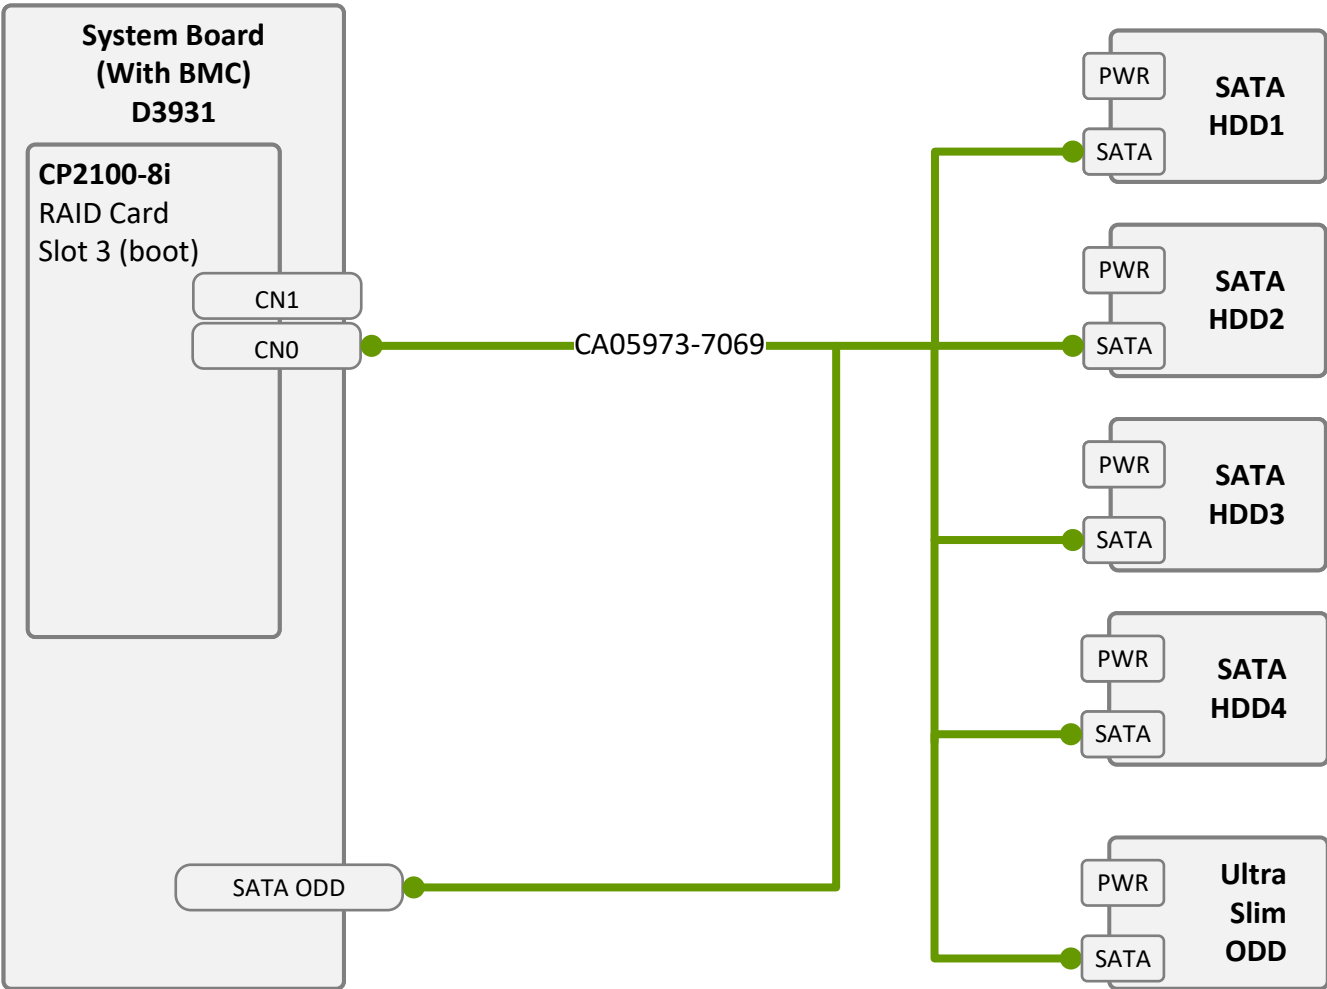 System Board
(With BMC)
D3931
CP2100-8i
RAID Card
Slot 3 (boot)
CN1
CN0
SATA ODD
CA05973-7069
PWR
SATA
SATA
HDD1
PWR
SATA
SATA
HDD2
PWR
SATA
SATA
HDD3
PWR
SATA
SATA
HDD4
PWR
SATA
Ultra
Slim
ODD